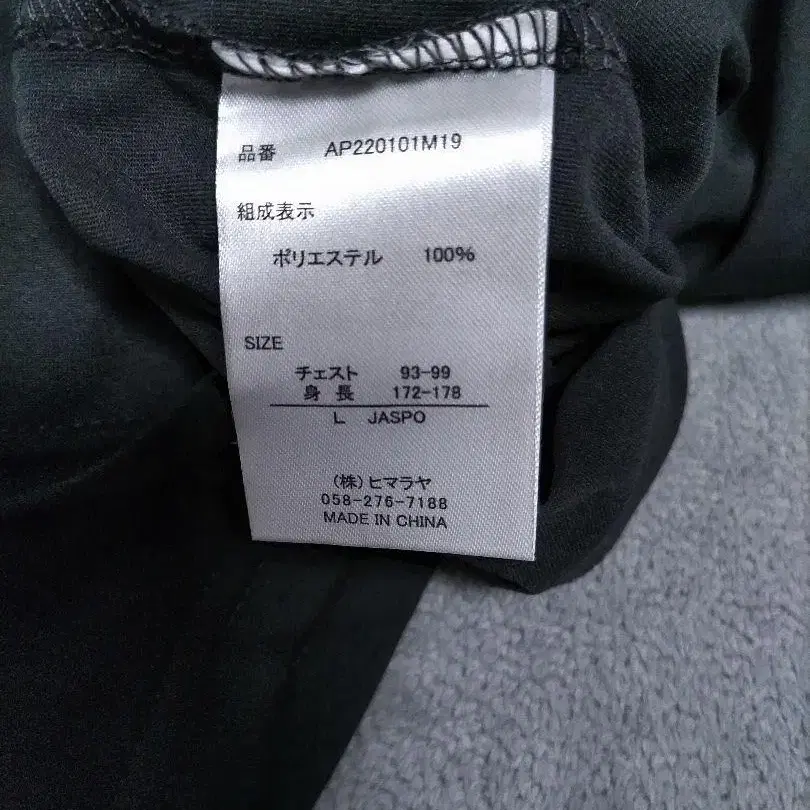 品番 AP220101M19
組成表示
ポリエステル 100%
SIZE
チェスト 93-99
身長 172-178
L JASPO
(株)ヒマラヤ
058-276-7188
MADE IN CHINA